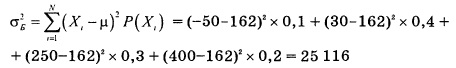 σ²_Б = ∑_{i=1}^{N} (X_i − μ)² P(X_i) = (−50−162)² × 0,1 + (30−162)² × 0,4 +
+ (250−162)² × 0,3 + (400−162)² × 0,2 = 25 116